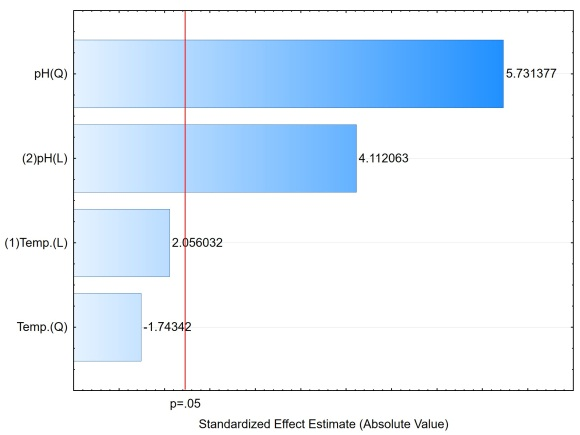 pH(Q)
5.731377
(2)pH(L)
4.112063
(1)Temp.(L)
2.056032
Temp.(Q)
-1.74342
p=.05
Standardized Effect Estimate (Absolute Value)